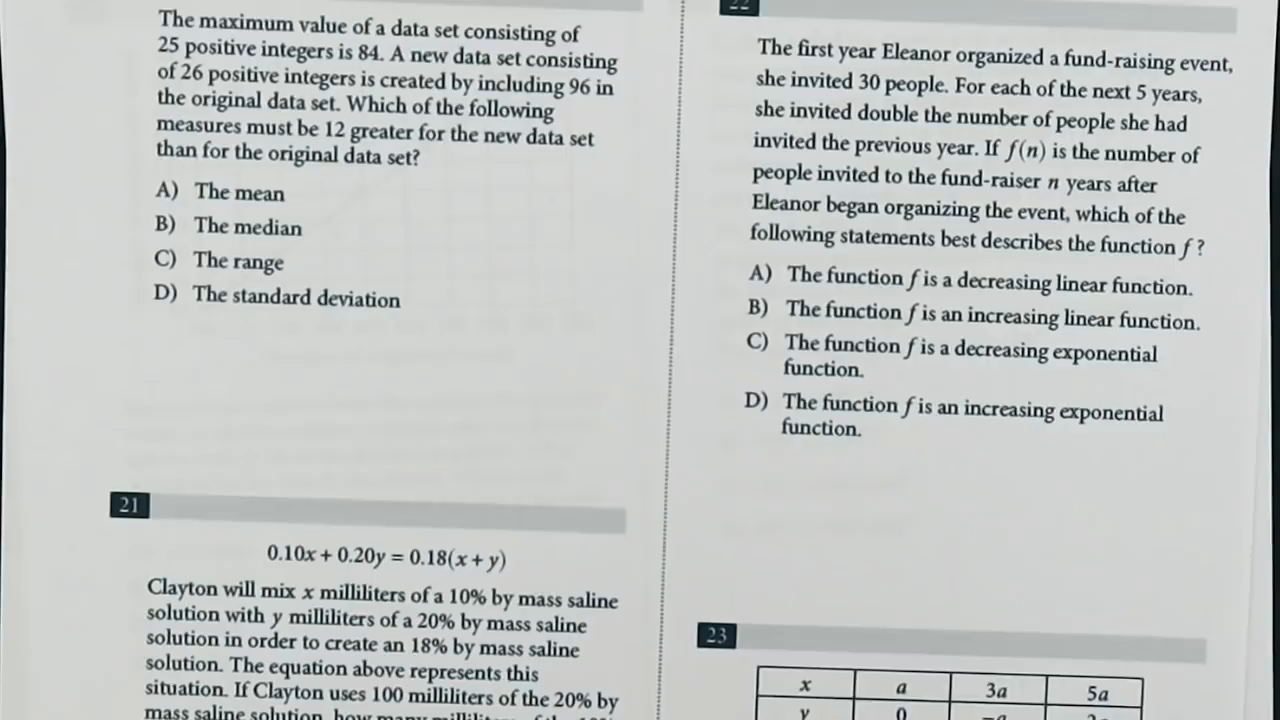 The maximum value of a data set consisting of
25 positive integers is 84. A new data set consisting
of 26 positive integers is created by including 96 in
the original data set. Which of the following
measures must be 12 greater for the new data set
than for the original data set?
A) The mean
B) The median
C) The range
D) The standard deviation
21
0.10x + 0.20y = 0.18(x + y)
Clayton will mix x milliliters of a 10% by mass saline
solution with y milliliters of a 20% by mass saline
solution in order to create an 18% by mass saline
solution. The equation above represents this
situation. If Clayton uses 100 milliliters of the 20% by
mass saline solution, how many
22
The first year Eleanor organized a fund-raising event,
she invited 30 people. For each of the next 5 years,
she invited double the number of people she had
invited the previous year. If f(n) is the number of
people invited to the fund-raiser n years after
Eleanor began organizing the event, which of the
following statements best describes the function f ?
A) The function f is a decreasing linear function.
B) The function f is an increasing linear function.
C) The function f is a decreasing exponential
function.
D) The function f is an increasing exponential
function.
23
x a 3a 5a
y 0 −a